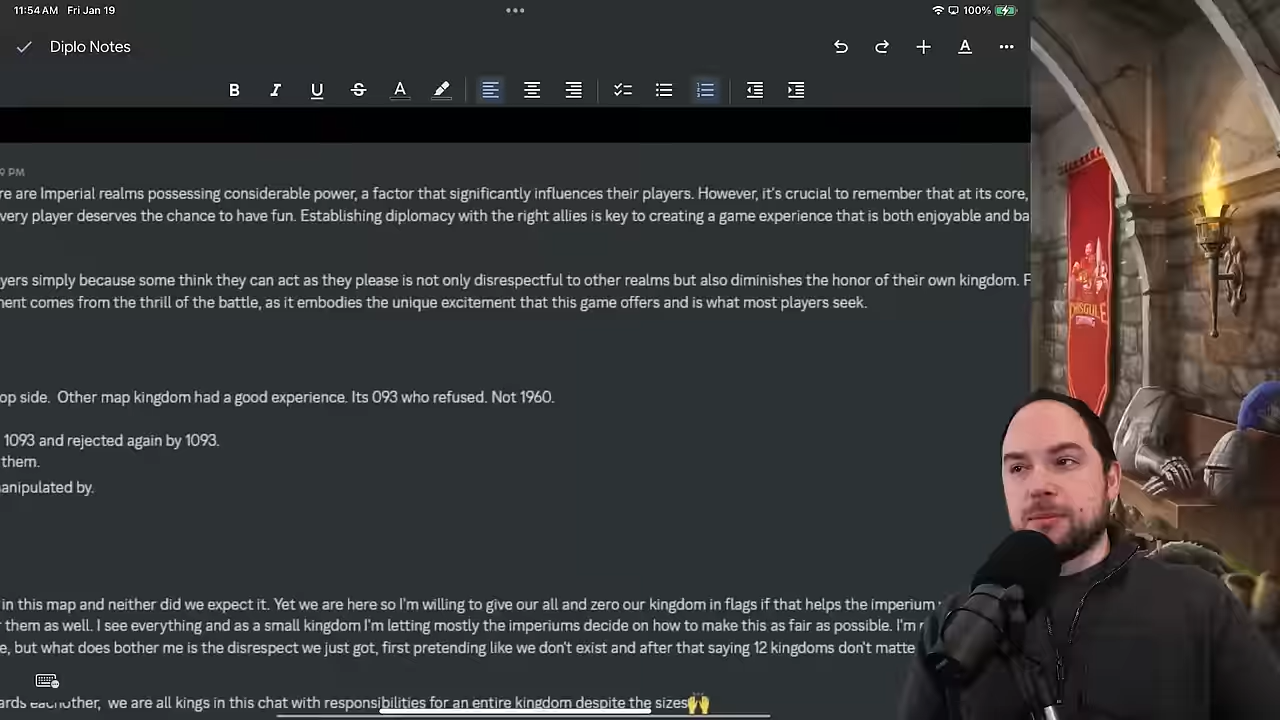 11:54 AM Fri Jan 19
100%
Diplo Notes
B I U S A
9 PM
re are Imperial realms possessing considerable power, a factor that significantly influences their players. However, it's crucial to remember that at its core,
very player deserves the chance to have fun. Establishing diplomacy with the right allies is key to creating a game experience that is both enjoyable and ba
yers simply because some think they can act as they please is not only disrespectful to other realms but also diminishes the honor of their own kingdom. F
nent comes from the thrill of the battle, as it embodies the unique excitement that this game offers and is what most players seek.
op side. Other map kingdom had a good experience. Its 093 who refused. Not 1960.
1093 and rejected again by 1093.
them.
anipulated by.
in this map and neither did we expect it. Yet we are here so I'm willing to give our all and zero our kingdom in flags if that helps the imperium
r them as well. I see everything and as a small kingdom I'm letting mostly the imperiums decide on how to make this as fair as possible. I'm
e, but what does bother me is the disrespect we just got, first pretending like we don't exist and after that saying 12 kingdoms don't matte
ards eachother, we are all kings in this chat with responsibilities for an entire kingdom despite the sizes🙌
CHISGULE
GAMING